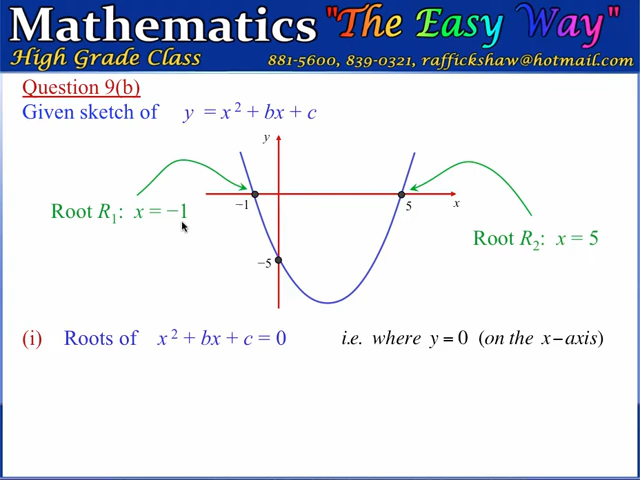 Mathematics "The Easy Way"
High Grade Class 881-5600, 839-0321, raffickshaw@hotmail.com
Question 9(b)
Given sketch of y = x² + bx + c
y
−1
5
x
Root R₁: x = −1
Root R₂: x = 5
−5
(i) Roots of x² + bx + c = 0 i.e. where y = 0 (on the x−axis)